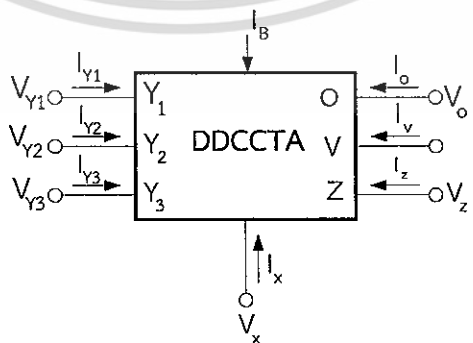 I_B
I_Y1 I_o
V_Y1 Y_1 O V_o
I_Y2 I_v
V_Y2 Y_2 DDCCTA V
I_Y3 I_z
V_Y3 Y_3 Z V_z
I_x
V_x